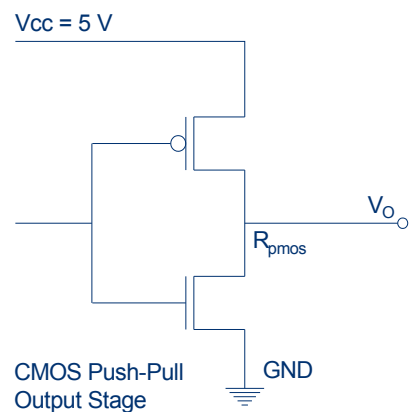 Vcc = 5 V
Vo
Rpmos
GND
CMOS Push-Pull
Output Stage